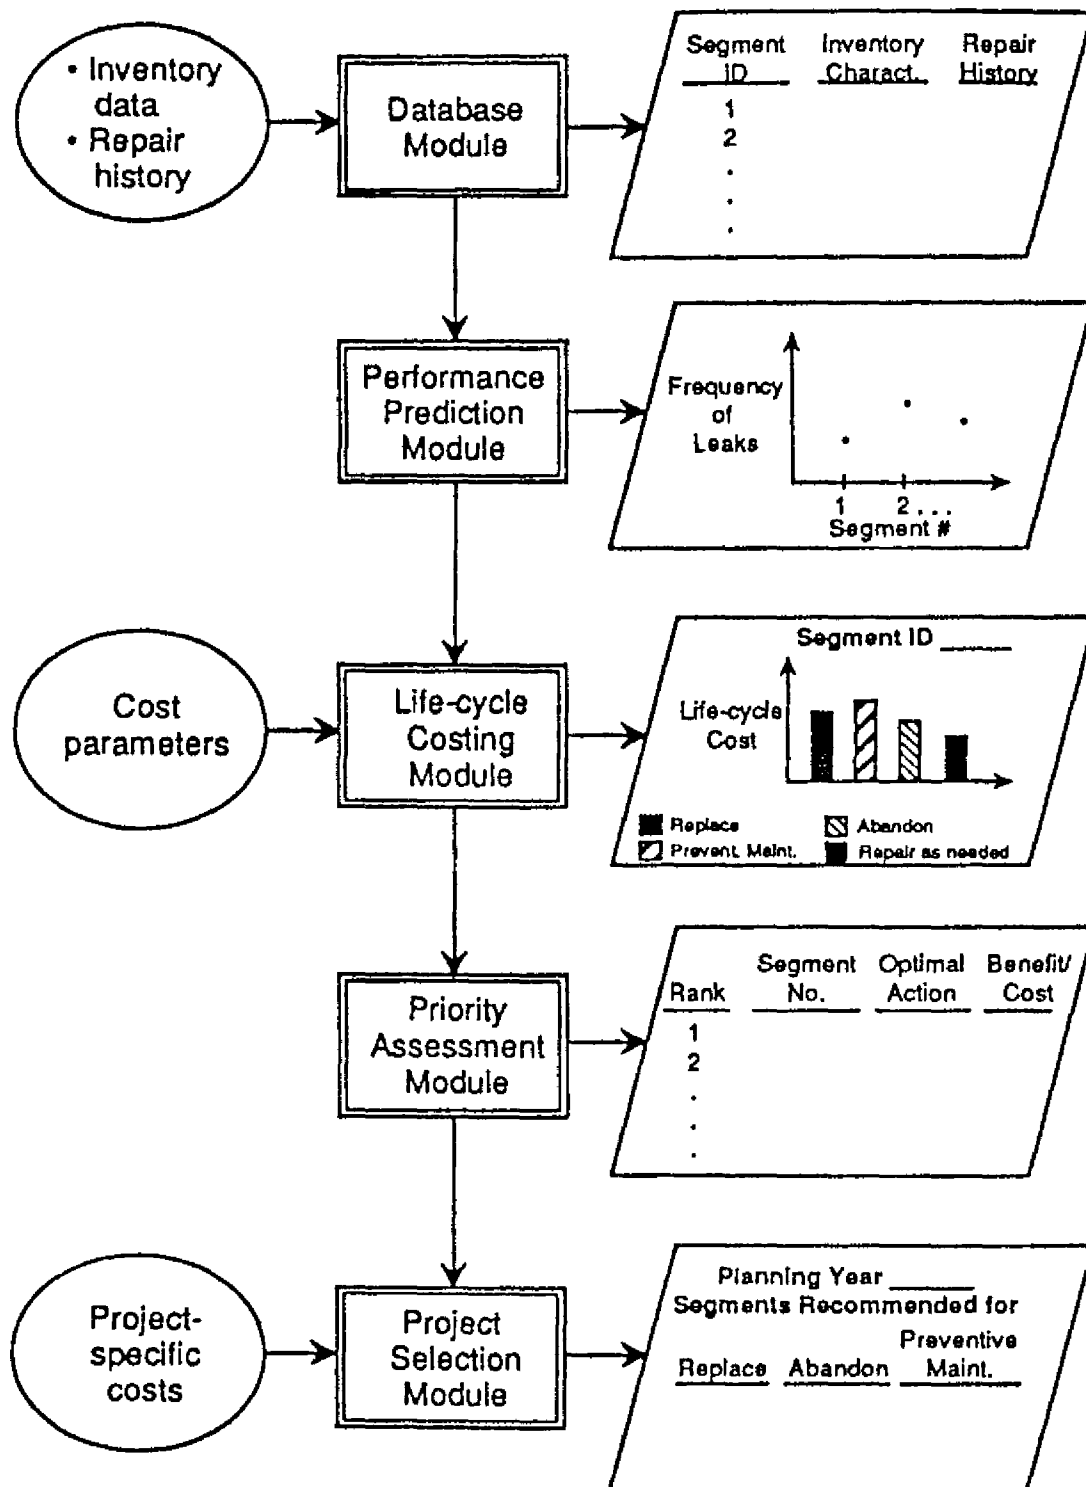 • Inventory
data
• Repair
history
Database
Module
Segment
ID
Inventory
Charact.
Repair
History
1
2
.
.
.
Performance
Prediction
Module
Frequency
of
Leaks
1
2 . . .
Segment #
Cost
parameters
Life-cycle
Costing
Module
Segment ID
Life-cycle
Cost
Replace
Abandon
Prevent. Maint.
Repair as needed
Priority
Assessment
Module
Rank
Segment
No.
Optimal
Action
Benefit/
Cost
1
2
.
.
.
Project-
specific
costs
Project
Selection
Module
Planning Year
Segments Recommended for
Replace
Abandon
Preventive
Maint.